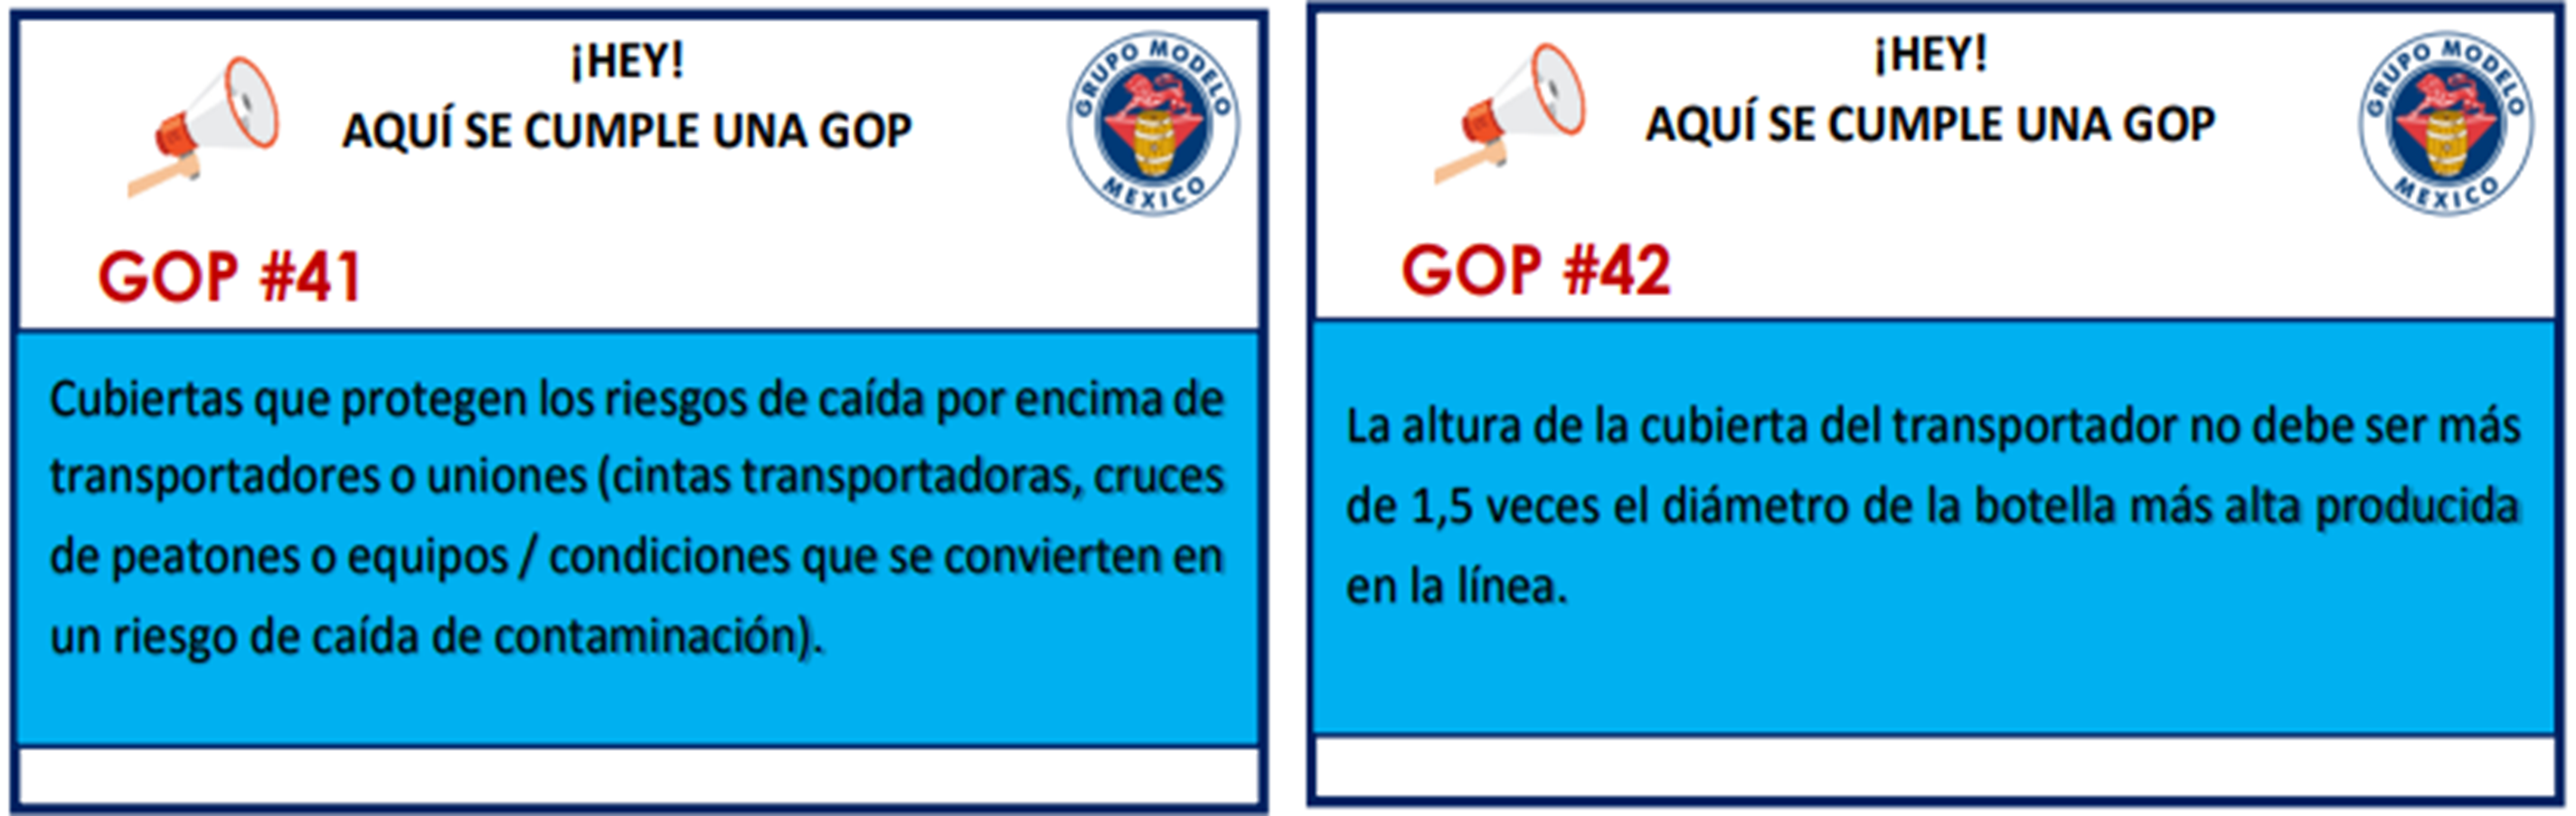 ¡HEY!
AQUÍ SE CUMPLE UNA GOP
GRUPO MODELO
MEXICO
GOP #41
Cubiertas que protegen los riesgos de caída por encima de
transportadores o uniones (cintas transportadoras, cruces
de peatones o equipos / condiciones que se convierten en
un riesgo de caída de contaminación).
¡HEY!
AQUÍ SE CUMPLE UNA GOP
GRUPO MODELO
MEXICO
GOP #42
La altura de la cubierta del transportador no debe ser más
de 1,5 veces el diámetro de la botella más alta producida
en la línea.